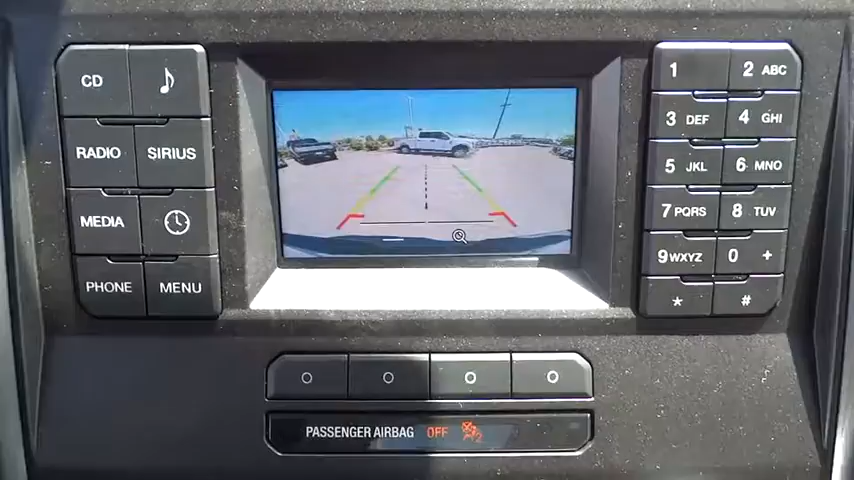 CD
RADIO
SIRIUS
MEDIA
PHONE
MENU
1
2 ABC
3 DEF
4 GHI
5 JKL
6 MNO
7 PQRS
8 TUV
9 WXYZ
0 +
*
#
PASSENGER AIRBAG OFF 2